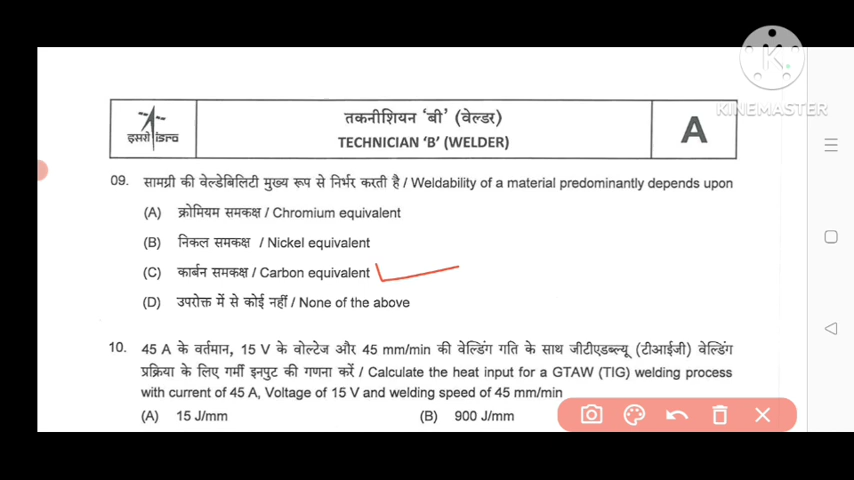 KINEMASTER
इसरो isro
तकनीशियन ‘बी’ (वेल्डर)
TECHNICIAN ‘B’ (WELDER)
A
09. सामग्री की वेल्डेबिलिटी मुख्य रूप से निर्भर करती है / Weldability of a material predominantly depends upon
(A) क्रोमियम समकक्ष / Chromium equivalent
(B) निकल समकक्ष / Nickel equivalent
(C) कार्बन समकक्ष / Carbon equivalent
(D) उपरोक्त में से कोई नहीं / None of the above
10. 45 A के वर्तमान, 15 V के वोल्टेज और 45 mm/min की वेल्डिंग गति के साथ जीटीएडब्ल्यू (टीआईजी) वेल्डिंग
प्रक्रिया के लिए गर्मी इनपुट की गणना करें / Calculate the heat input for a GTAW (TIG) welding process
with current of 45 A, Voltage of 15 V and welding speed of 45 mm/min
(A) 15 J/mm (B) 900 J/mm